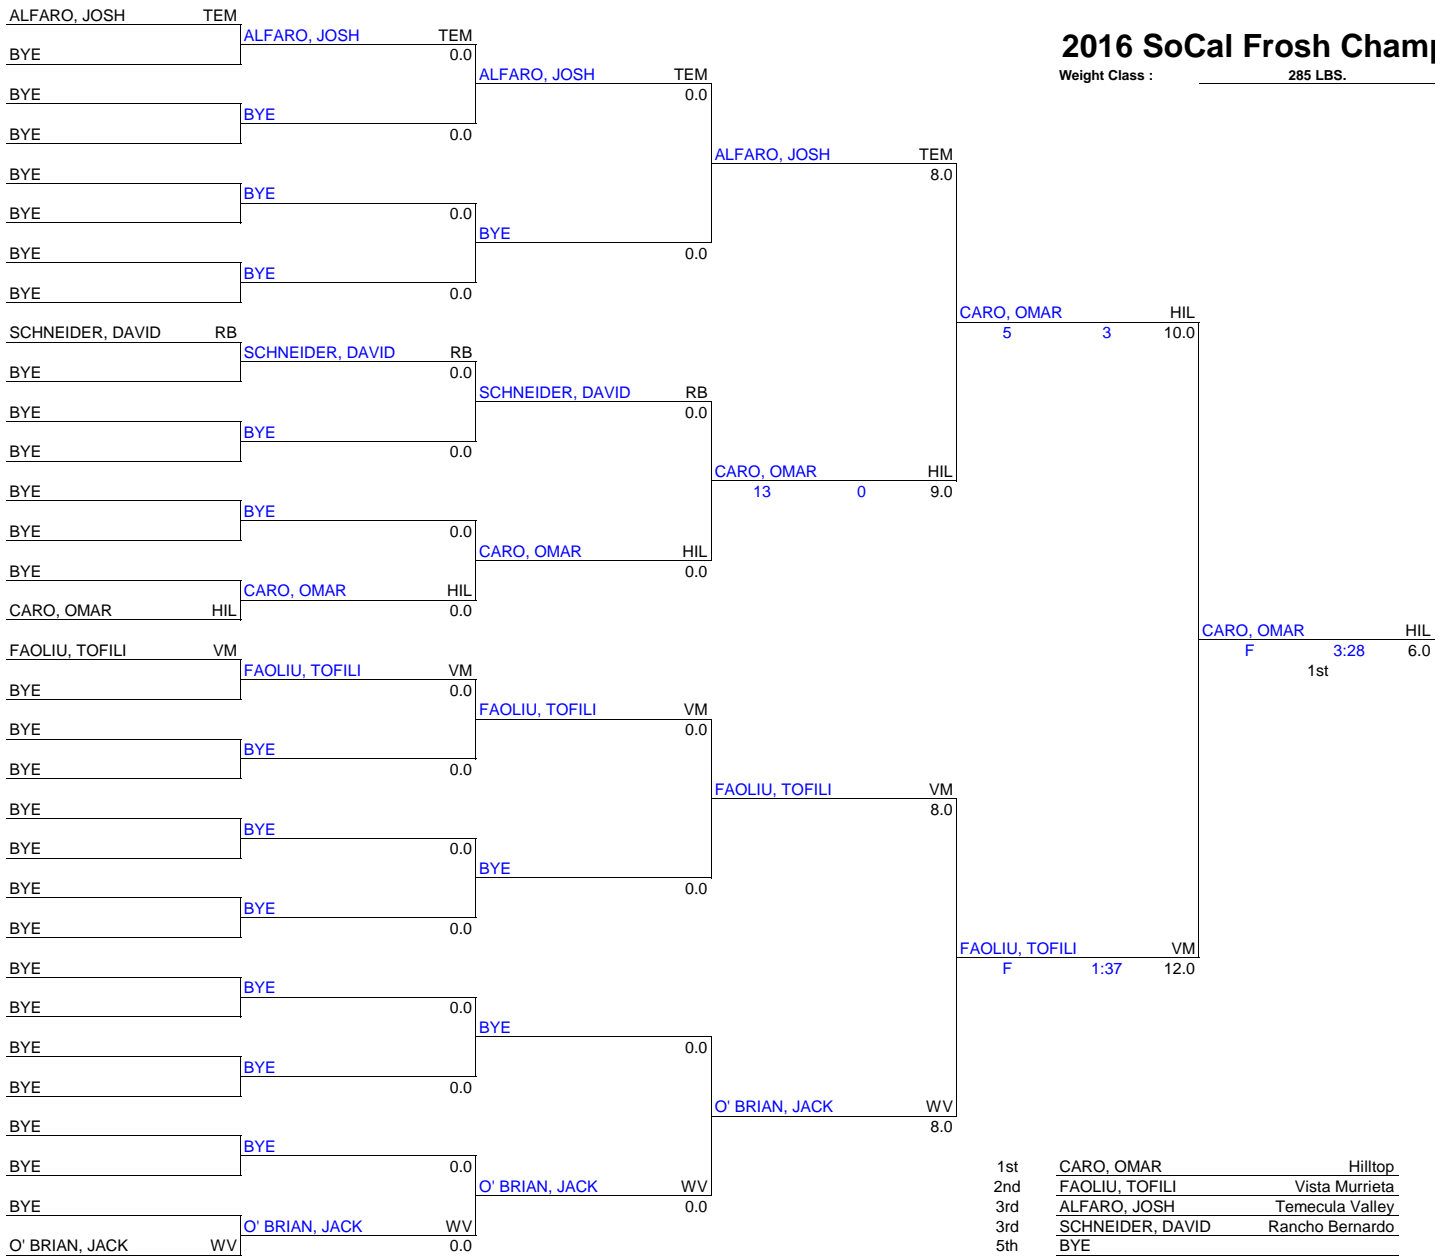 ALFARO, JOSH TEM
ALFARO, JOSH TEM
2016 SoCal Frosh Champ
BYE 0.0
ALFARO, JOSH TEM
Weight Class : 285 LBS.
BYE 0.0
BYE
BYE 0.0
ALFARO, JOSH TEM
BYE 8.0
BYE
BYE 0.0
BYE
BYE 0.0
BYE
BYE 0.0
CARO, OMAR HIL
SCHNEIDER, DAVID RB 5 3 10.0
SCHNEIDER, DAVID RB
BYE 0.0
SCHNEIDER, DAVID RB
BYE 0.0
BYE
BYE 0.0
CARO, OMAR HIL
BYE 13 0 9.0
BYE
BYE 0.0
CARO, OMAR HIL
BYE 0.0
CARO, OMAR HIL
CARO, OMAR HIL 0.0
CARO, OMAR HIL
FAOLIU, TOFILI VM F 3:28 6.0
FAOLIU, TOFILI VM 1st
BYE 0.0
FAOLIU, TOFILI VM
BYE 0.0
BYE
BYE 0.0
FAOLIU, TOFILI VM
BYE 8.0
BYE
BYE 0.0
BYE
BYE 0.0
BYE
BYE 0.0
FAOLIU, TOFILI VM
BYE F 1:37 12.0
BYE
BYE 0.0
BYE
BYE 0.0
BYE
BYE 0.0
O' BRIAN, JACK WV
BYE 8.0
BYE
BYE 0.0 1st CARO, OMAR Hilltop
O' BRIAN, JACK WV 2nd FAOLIU, TOFILI Vista Murrieta
BYE 0.0 3rd ALFARO, JOSH Temecula Valley
O' BRIAN, JACK WV 3rd SCHNEIDER, DAVID Rancho Bernardo
O' BRIAN, JACK WV 0.0 5th BYE